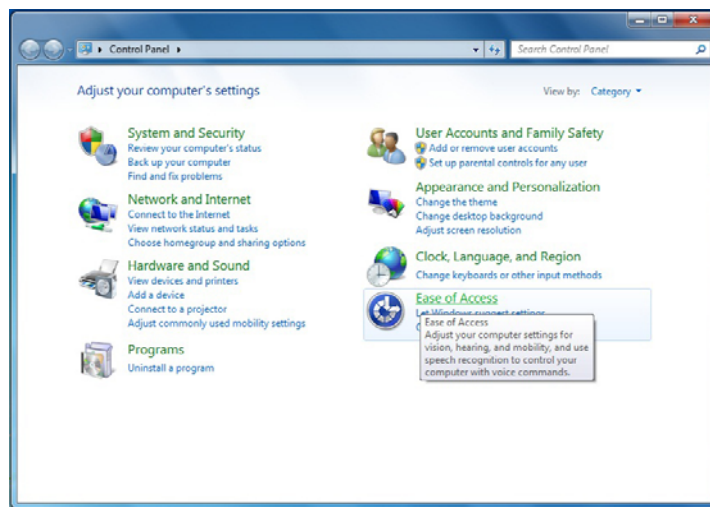 Control Panel
Search Control Panel
Adjust your computer's settings
View by: Category
System and Security
Review your computer's status
Back up your computer
Find and fix problems
Network and Internet
Connect to the Internet
View network status and tasks
Choose homegroup and sharing options
Hardware and Sound
View devices and printers
Add a device
Connect to a projector
Adjust commonly used mobility settings
Programs
Uninstall a program
User Accounts and Family Safety
Add or remove user accounts
Set up parental controls for any user
Appearance and Personalization
Change the theme
Change desktop background
Adjust screen resolution
Clock, Language, and Region
Change keyboards or other input methods
Ease of Access
Let Windows suggest settings
Ease of Access
Adjust your computer settings for
vision, hearing, and mobility, and use
speech recognition to control your
computer with voice commands.